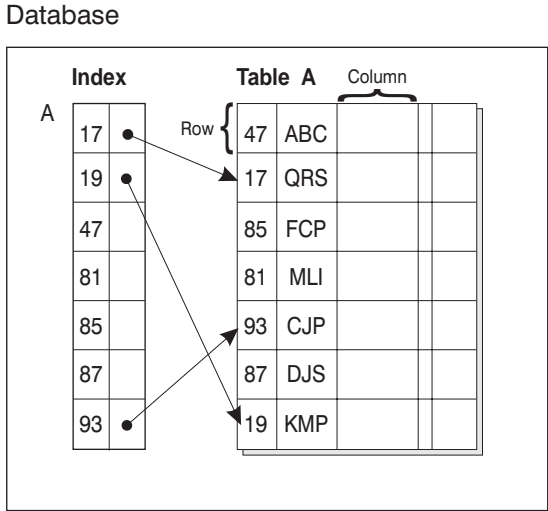 Database
Index Table A Column
A
Row
17 47 ABC
19 17 QRS
47 85 FCP
81 81 MLI
85 93 CJP
87 87 DJS
93 19 KMP